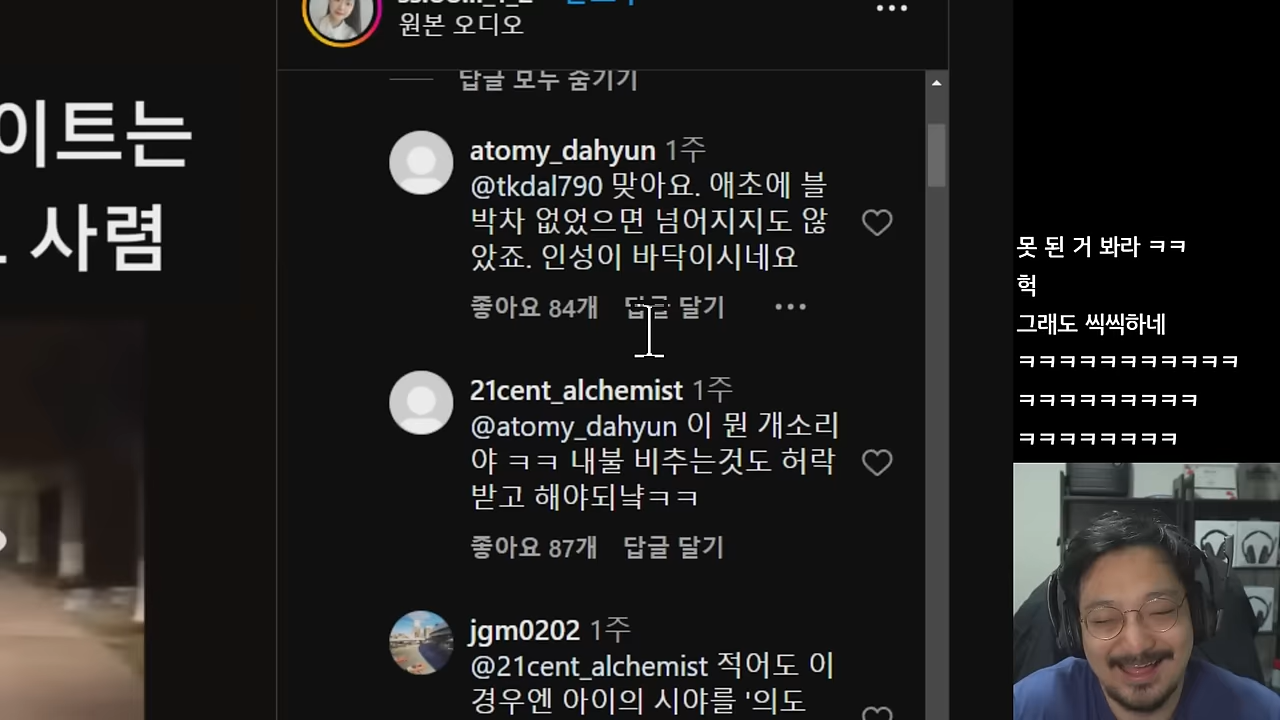 원본 오디오
이트는
사렴
답글 모두 숨기기
atomy_dahyun 1주
@tkdal790 맞아요. 애초에 블
박차 없었으면 넘어지지도 않
았죠. 인성이 바닥이시네요
좋아요 84개 답글 달기
21cent_alchemist 1주
@atomy_dahyun 이 뭔 개소리
야 ㅋㅋ 내불 비추는것도 허락
받고 해야되냨ㅋㅋ
좋아요 87개 답글 달기
jgm0202 1주
@21cent_alchemist 적어도 이
경우엔 아이의 시야를 '의도
못 된 거 봐라 ㅋㅋ
헉
그래도 씩씩하네
ㅋㅋㅋㅋㅋㅋㅋㅋㅋㅋㅋ
ㅋㅋㅋㅋㅋㅋㅋㅋㅋ
ㅋㅋㅋㅋㅋㅋㅋㅋ